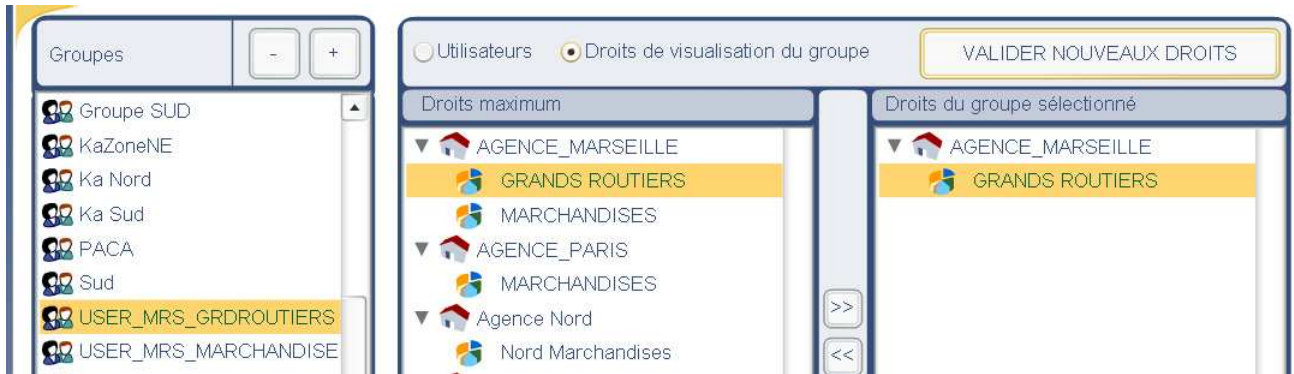 Groupes
-
+
Groupe SUD
KaZoneNE
Ka Nord
Ka Sud
PACA
Sud
USER_MRS_GRDROUTIERS
USER_MRS_MARCHANDISE
Utilisateurs
Droits de visualisation du groupe
VALIDER NOUVEAUX DROITS
Droits maximum
AGENCE_MARSEILLE
GRANDS ROUTIERS
MARCHANDISES
AGENCE_PARIS
MARCHANDISES
Agence Nord
Nord Marchandises
>>
<<
Droits du groupe sélectionné
AGENCE_MARSEILLE
GRANDS ROUTIERS